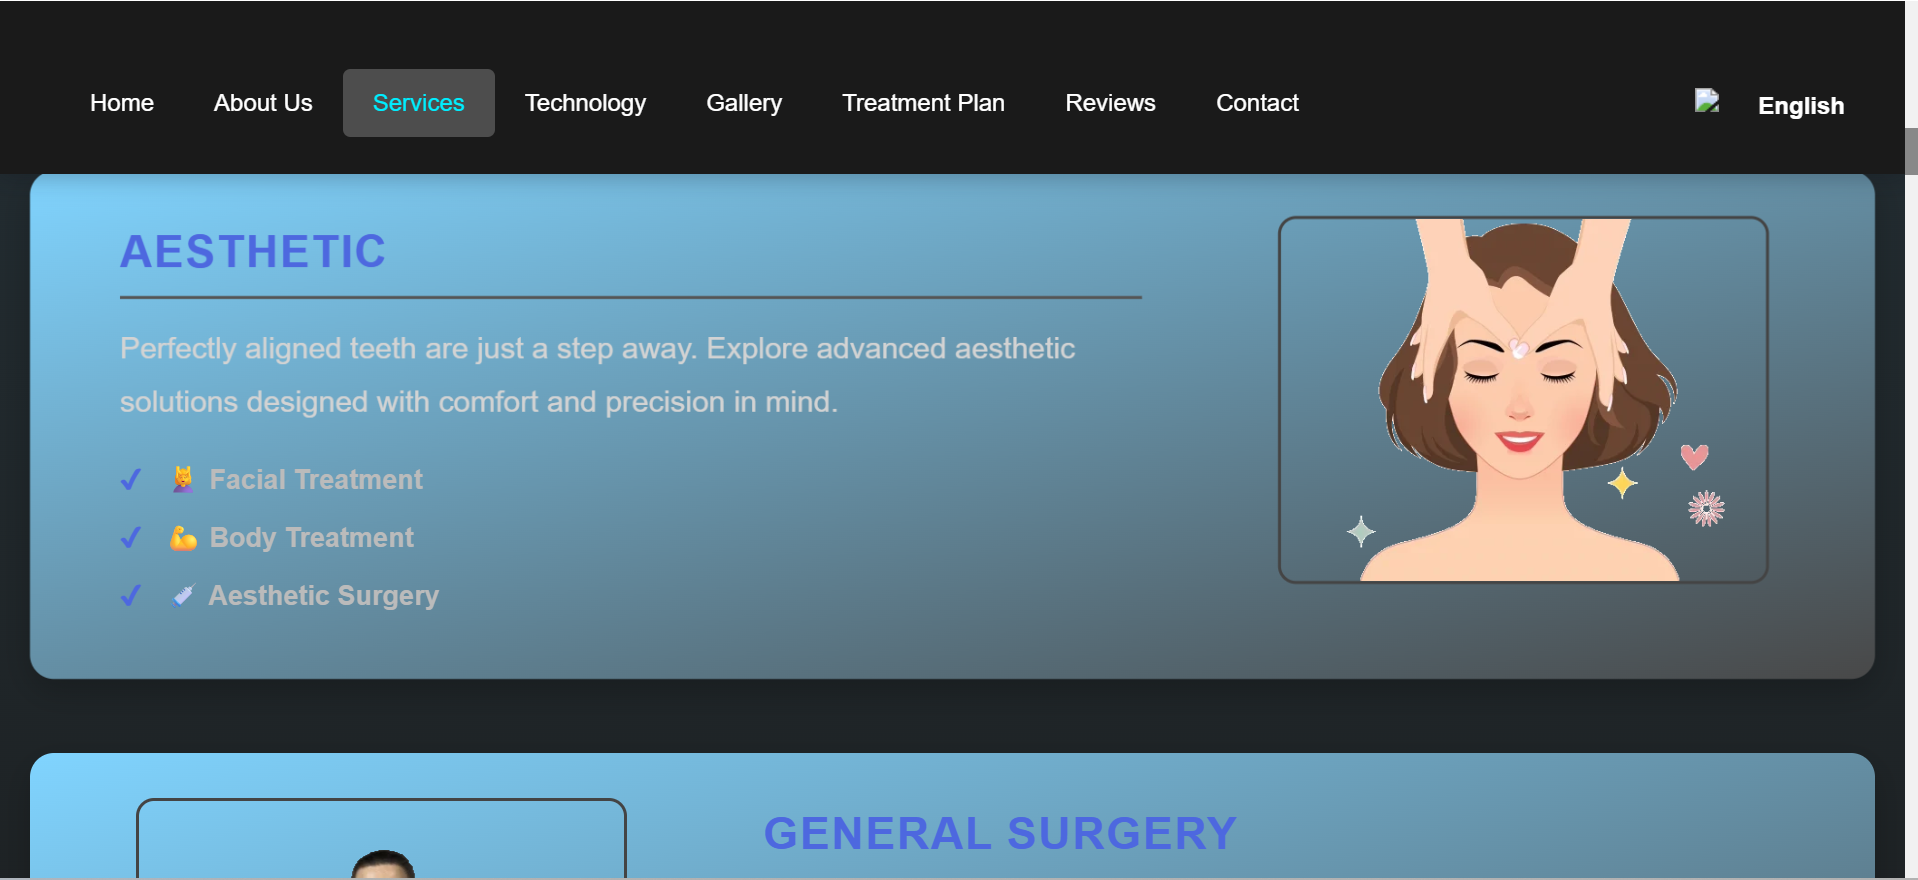 Home About Us Services Technology Gallery Treatment Plan Reviews Contact English
AESTHETIC
Perfectly aligned teeth are just a step away. Explore advanced aesthetic
solutions designed with comfort and precision in mind.
✔ 💆 Facial Treatment
✔ 💪 Body Treatment
✔ 💉 Aesthetic Surgery
GENERAL SURGERY